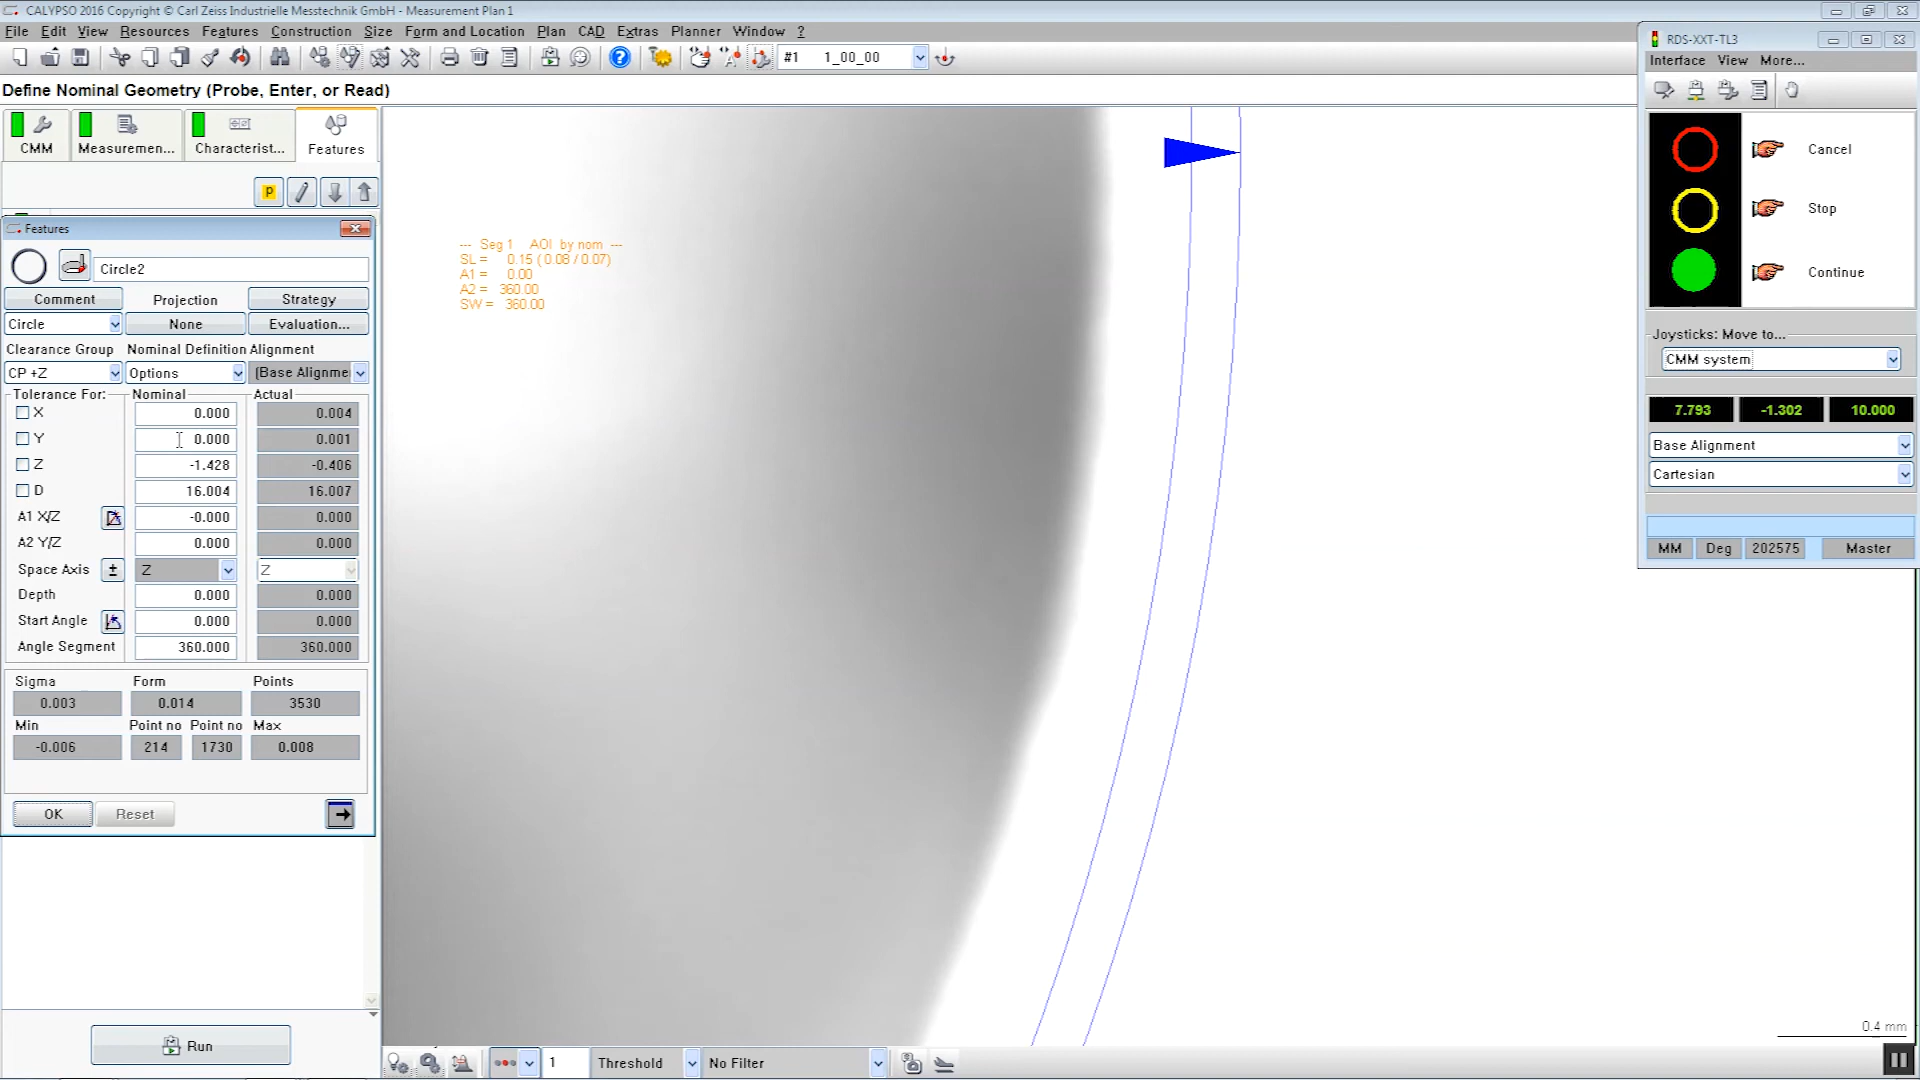 CALYPSO 2016 Copyright © Carl Zeiss Industrielle Messtechnik GmbH - Measurement Plan 1
File Edit View Resources Features Construction Size Form and Location Plan CAD Extras Planner Window ?
#1 1_00_00
Define Nominal Geometry (Probe, Enter, or Read)
CMM Measuremen... Characterist... Features
P
Features
Circle2
Comment Projection Strategy
Circle None Evaluation...
Clearance Group Nominal Definition Alignment
CP +Z Options (Base Alignme
Tolerance For: Nominal Actual
X 0.000 0.004
Y 0.000 0.001
Z -1.428 -0.406
D 16.004 16.007
A1 X/Z -0.000 0.000
A2 Y/Z 0.000 0.000
Space Axis ± Z Z
Depth 0.000 0.000
Start Angle 0.000 0.000
Angle Segment 360.000 360.000
Sigma Form Points
0.003 0.014 3530
Min Point no Point no Max
-0.006 214 1730 0.008
OK Reset
Run
--- Seg 1 AOI by nom ---
SL = 0.15 ( 0.08 / 0.07)
A1 = 0.00
A2 = 360.00
SW = 360.00
0.4 mm
1 Threshold No Filter
RDS-XXT-TL3
Interface View More...
Cancel
Stop
Continue
Joysticks: Move to...
CMM system
7.793 -1.302 10.000
Base Alignment
Cartesian
MM Deg 202575 Master